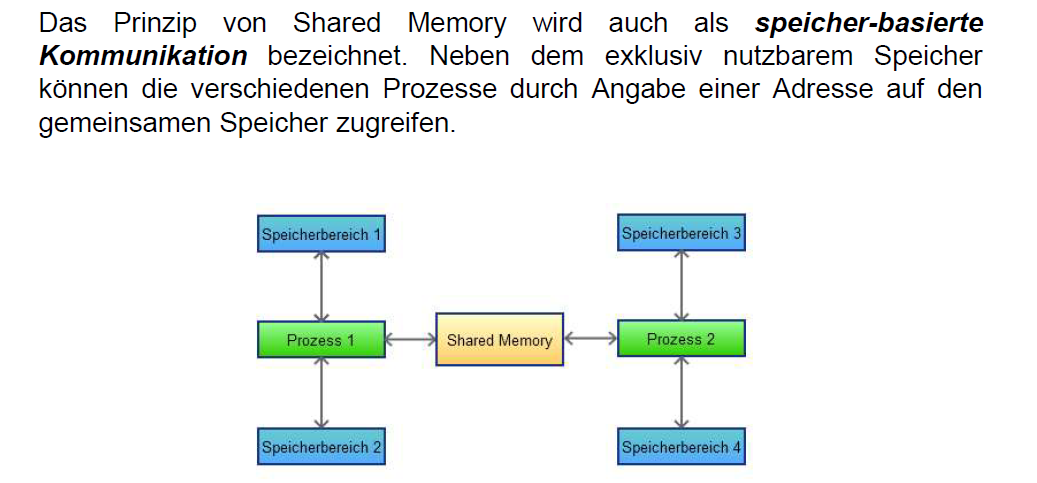 Das Prinzip von Shared Memory wird auch als speicher-basierte
Kommunikation bezeichnet. Neben dem exklusiv nutzbarem Speicher
können die verschiedenen Prozesse durch Angabe einer Adresse auf den
gemeinsamen Speicher zugreifen.
Speicherbereich 1
Speicherbereich 3
Prozess 1
Shared Memory
Prozess 2
Speicherbereich 2
Speicherbereich 4